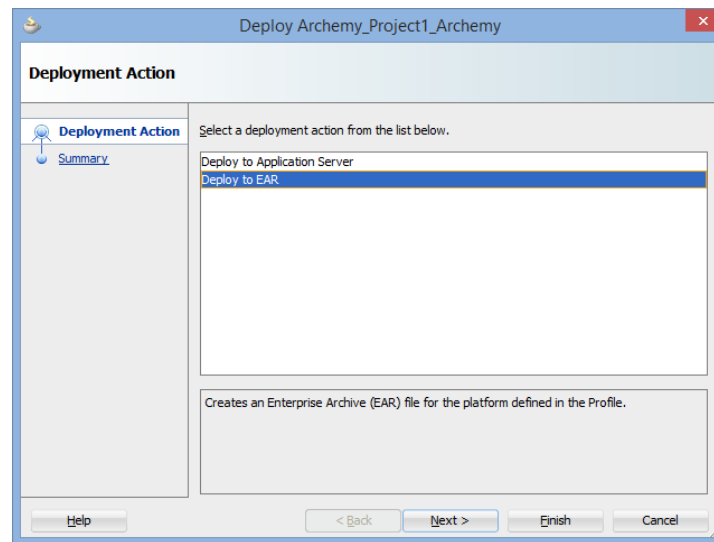 Deploy Archemy_Project1_Archemy
Deployment Action
Deployment Action
Summary
Select a deployment action from the list below.
Deploy to Application Server
Deploy to EAR
Creates an Enterprise Archive (EAR) file for the platform defined in the Profile.
Help
< Back
Next >
Finish
Cancel